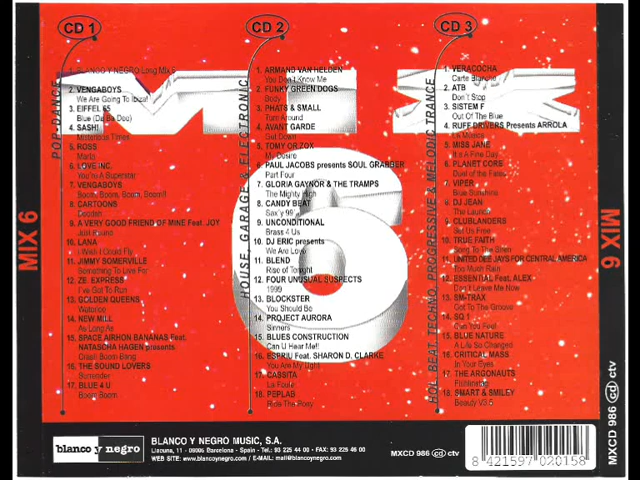 CD 1
POP-DANCE
1. BLANCO Y NEGRO Long Mix 6
2. VENGABOYS
We Are Going To Ibiza!
3. EIFFEL 65
Blue (Da Ba Dee)
4. SASH!
Mysterious Times
5. ROSS
Maria
6. LOVE INC.
You're A Superstar
7. VENGABOYS
Boom, Boom, Boom, Boom!!
8. CARTOONS
Doodah
9. A VERY GOOD FRIEND OF MINE Feat. JOY
Just Round
10. LANA
I Wish I Could Fly
11. JIMMY SOMERVILLE
Something To Live For
12. ZE EXPRESS
I've Got To Run
13. GOLDEN QUEENS
Waterloo
14. NEW MILL
As Long As
15. SPACE AIRHON BANANAS Feat.
NATASCHA HAGEN presents
Crash Boom Bang
16. THE SOUND LOVERS
Surrender
17. BLUE 4 U
Boom Boom
CD 2
HOUSE, GARAGE & ELECTRONIC
1. ARMAND VAN HELDEN
You Don't Know Me
2. FUNKY GREEN DOGS
Body
3. PHATS & SMALL
Turn Around
4. AVANT GARDE
Get Down
5. TOMY OR ZOX
My Desire
6. PAUL JACOBS presents SOUL GRABBER
Part Four
7. GLORIA GAYNOR & THE TRAMPS
The Mighty High
8. CANDY BEAT
Sax'y 99
9. UNCONDITIONAL
Brass 4 Us
10. DJ ERIC presents
We Are Love
11. BLEND
Rise of Tonight
12. FOUR UNUSUAL SUSPECTS
1999
13. BLOCKSTER
You Should Be
14. PROJECT AURORA
Sinners
15. BLUES CONSTRUCTION
Can U Hear Me!!
16. ESPRIU Feat. SHARON D. CLARKE
You Are My Light
17. CASSITA
La Foule
18. PEPLAB
Ride The Posy
CD 3
HOL. BEAT, TECHNO, PROGRESSIVE & MELODIC TRANCE
1. VERACOCHA
Carte Blanche
2. ATB
Don't Stop
3. SISTEM F
Out Of The Blue
4. RUFF DRIVERS Presents ARROLA
La Musica
5. MISS JANE
It's A Fine Day
6. PLANET CORE
Duel of the Fates
7. VIPER
Blue Sunshine
8. DJ JEAN
The Launch
9. CLUBLANDERS
Set Us Free
10. TRUE FAITH
Song To The Siren
11. UNITED DEE JAYS FOR CENTRAL AMERICA
Too Much Rain
12. ESSENTIAL Feat. ALEX
Don't Leave Me Now
13. SM-TRAX
Got To The Groove
14. SQ 1
Can You Feel
15. BLUE NATURE
A Life So Changed
16. CRITICAL MASS
In Your Eyes
17. THE ARGONAUTS
18. SMART & SMILEY
Beauty V3.5
MIX
6
MIX 6
MIX 6
MXCD 986 cd ctv
blanco y negro
BLANCO Y NEGRO MUSIC, S.A.
Llacuna, 11 - 08005 Barcelona - Spain - Tel.: 93 225 44 00 - FAX: 93 225 46 00
WEB SITE: www.blancoynegro.com / E-MAIL: mail@blancoynegro.com
MXCD 986 cd ctv
8 421597 020158